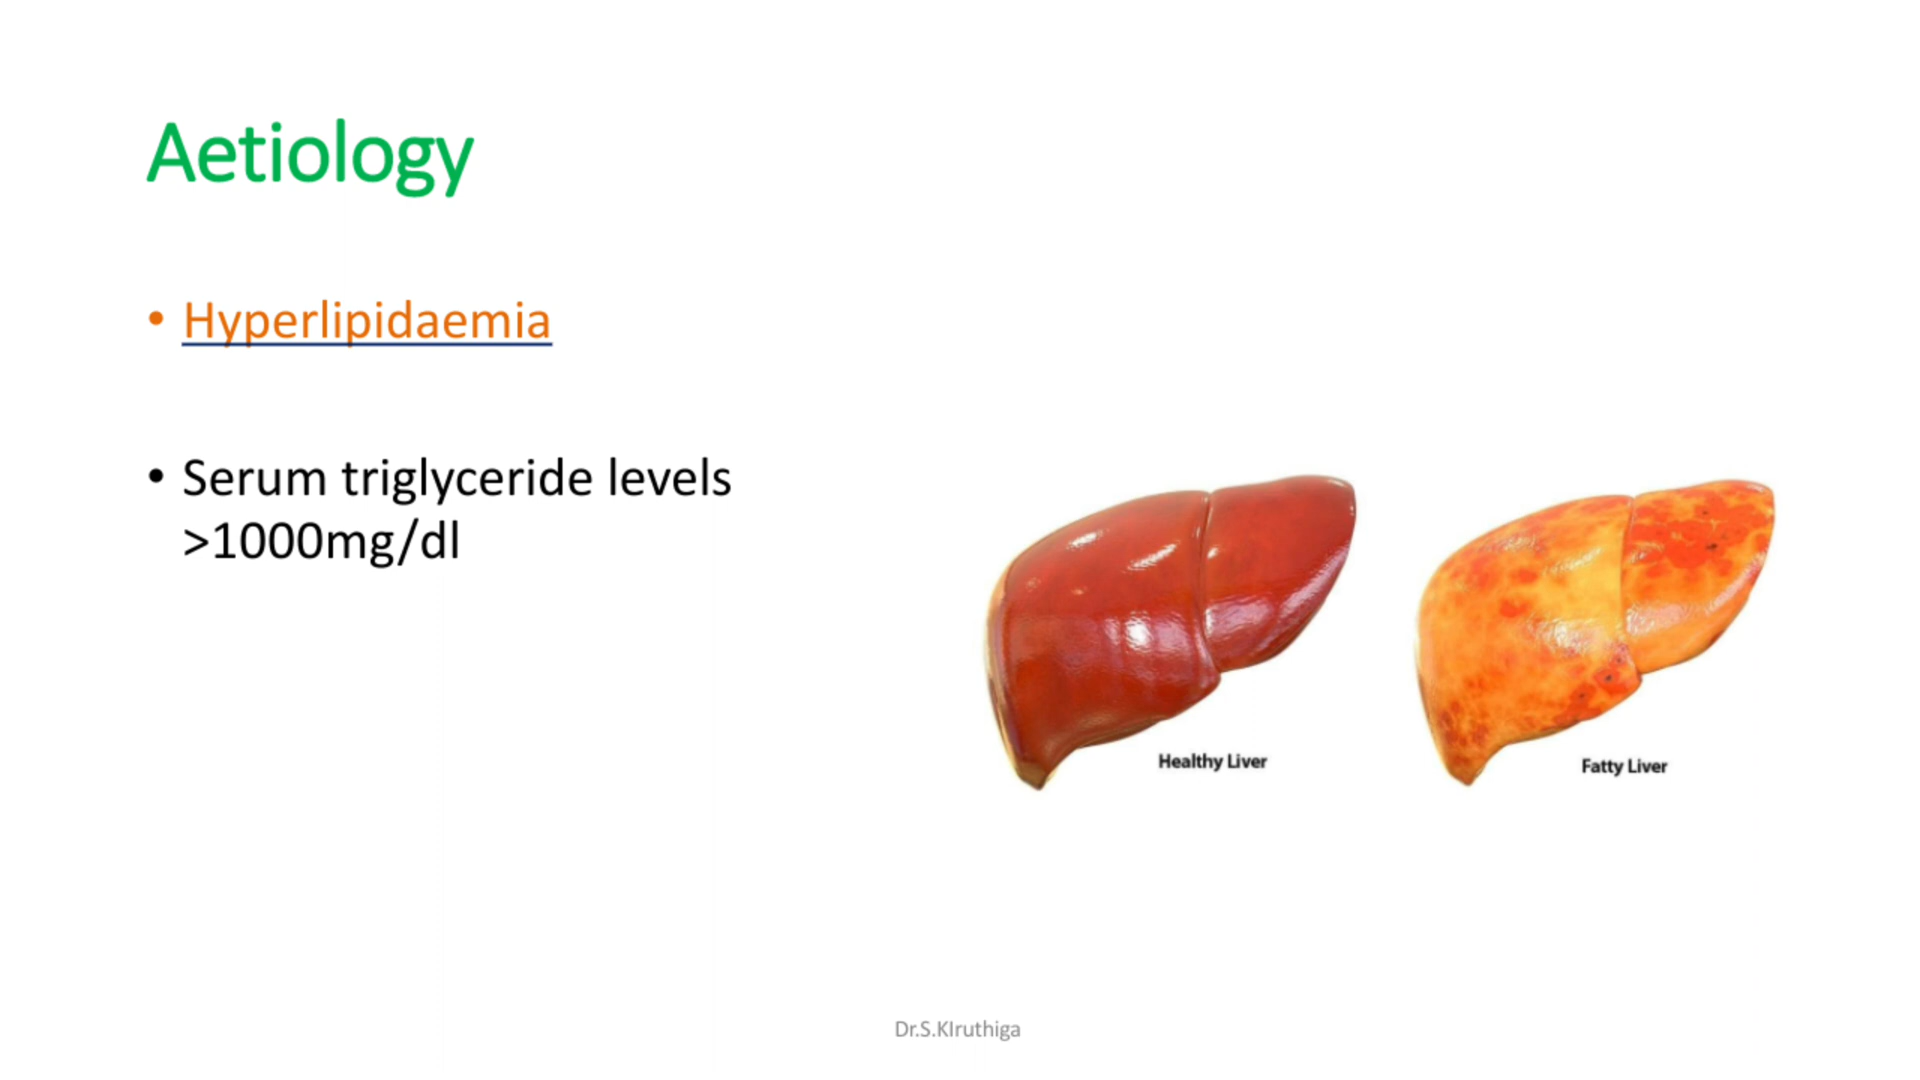 Aetiology
• Hyperlipidaemia
• Serum triglyceride levels
>1000mg/dl
Healthy Liver
Fatty Liver
Dr.S.KIruthiga